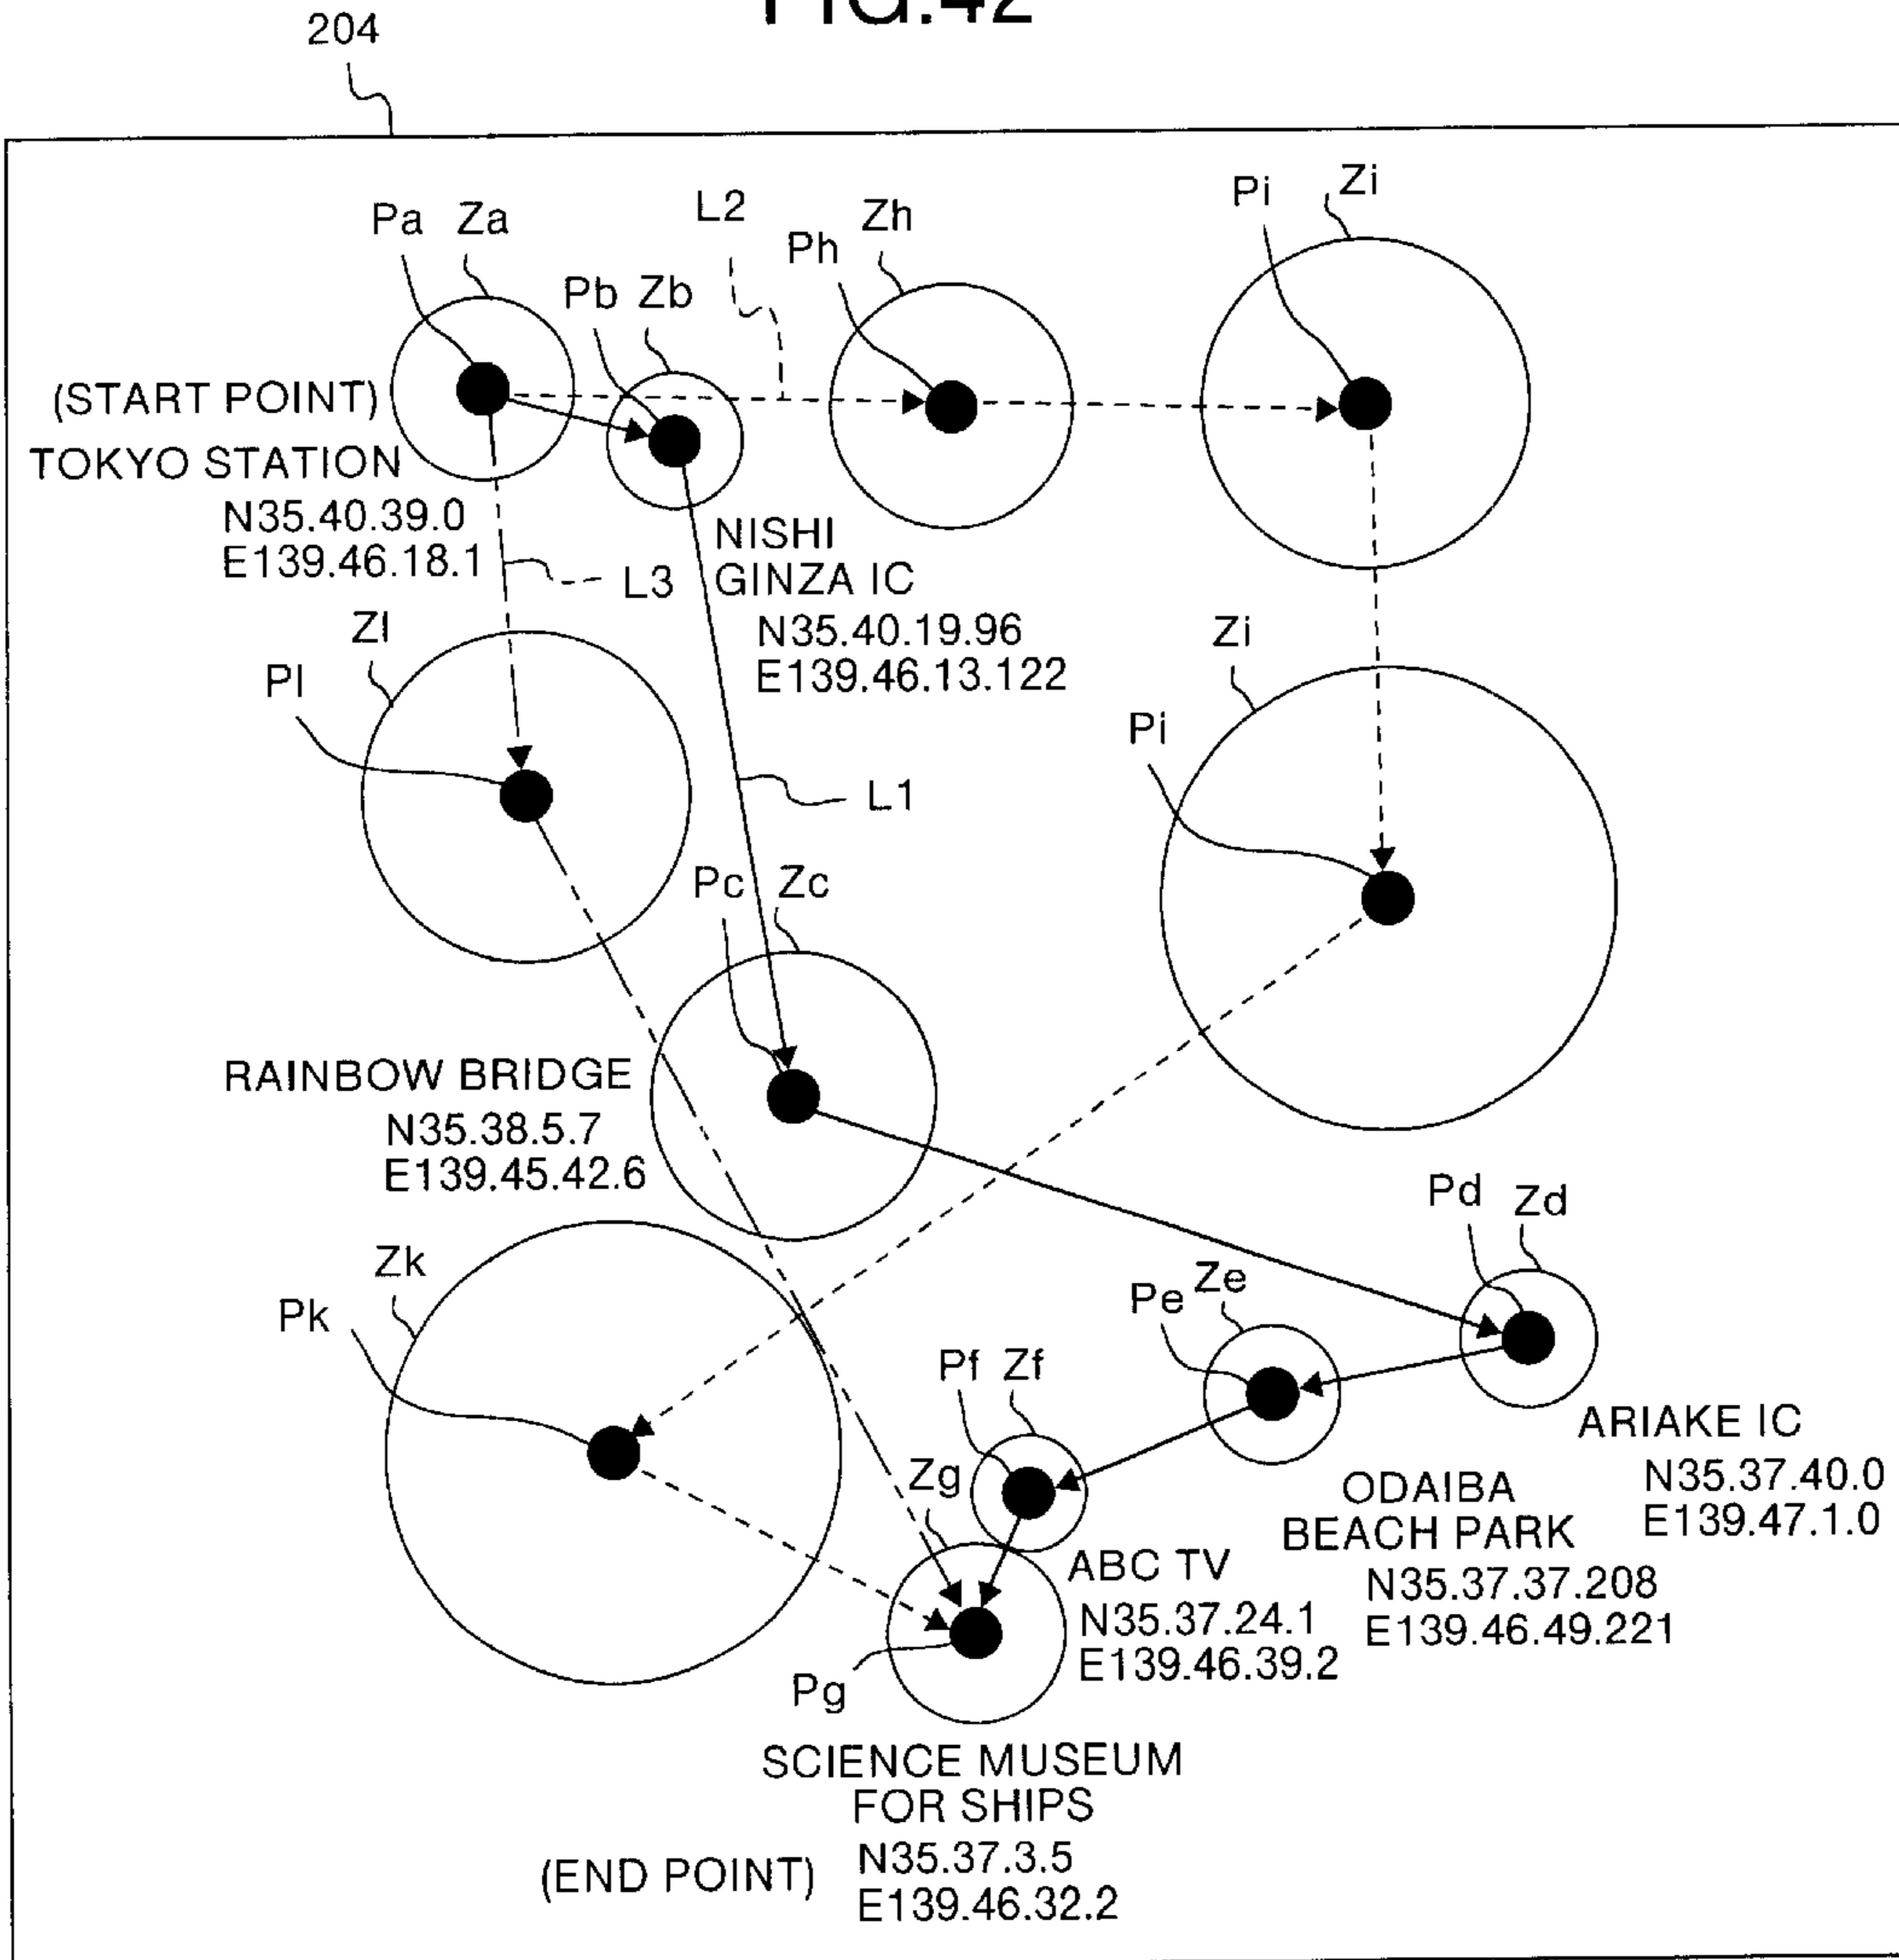 FIG.42
204
Pa Za
L2
Ph Zh
Pi Zi
Pb Zb
(START POINT)
TOKYO STATION
N35.40.39.0
E139.46.18.1
L3
NISHI
GINZA IC
N35.40.19.96
E139.46.13.122
Zl
Pl
Zi
Pi
L1
Pc Zc
RAINBOW BRIDGE
N35.38.5.7
E139.45.42.6
Pd Zd
Zk
Pk
Pe Ze
Pf Zf
Zg
ARIAKE IC
N35.37.40.0
E139.47.1.0
ODAIBA
BEACH PARK
N35.37.37.208
E139.46.49.221
ABC TV
N35.37.24.1
E139.46.39.2
Pg
SCIENCE MUSEUM
FOR SHIPS
(END POINT)
N35.37.3.5
E139.46.32.2